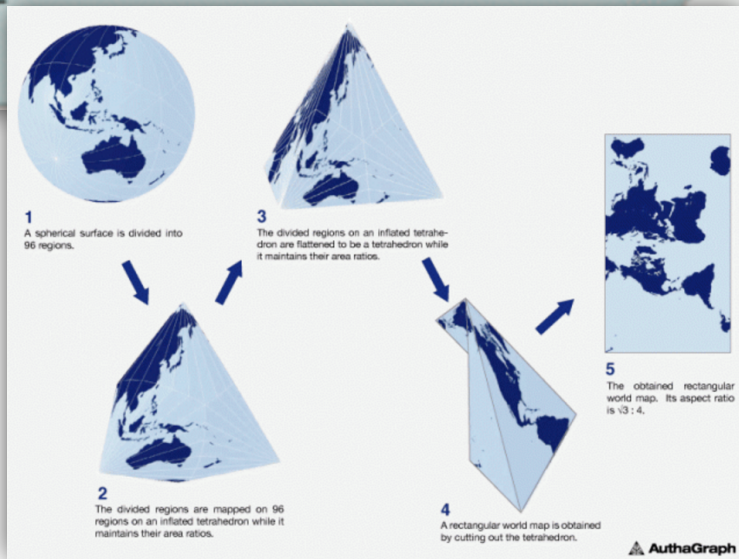 1
A spherical surface is divided into
96 regions.
3
The divided regions on an inflated tetrahe-
dron are flattened to be a tetrahedron while
it maintains their area ratios.
2
The divided regions are mapped on 96
regions on an inflated tetrahedron while it
maintains their area ratios.
4
A rectangular world map is obtained
by cutting out the tetrahedron.
5
The obtained rectangular
world map. Its aspect ratio
is √3 : 4.
AuthaGraph